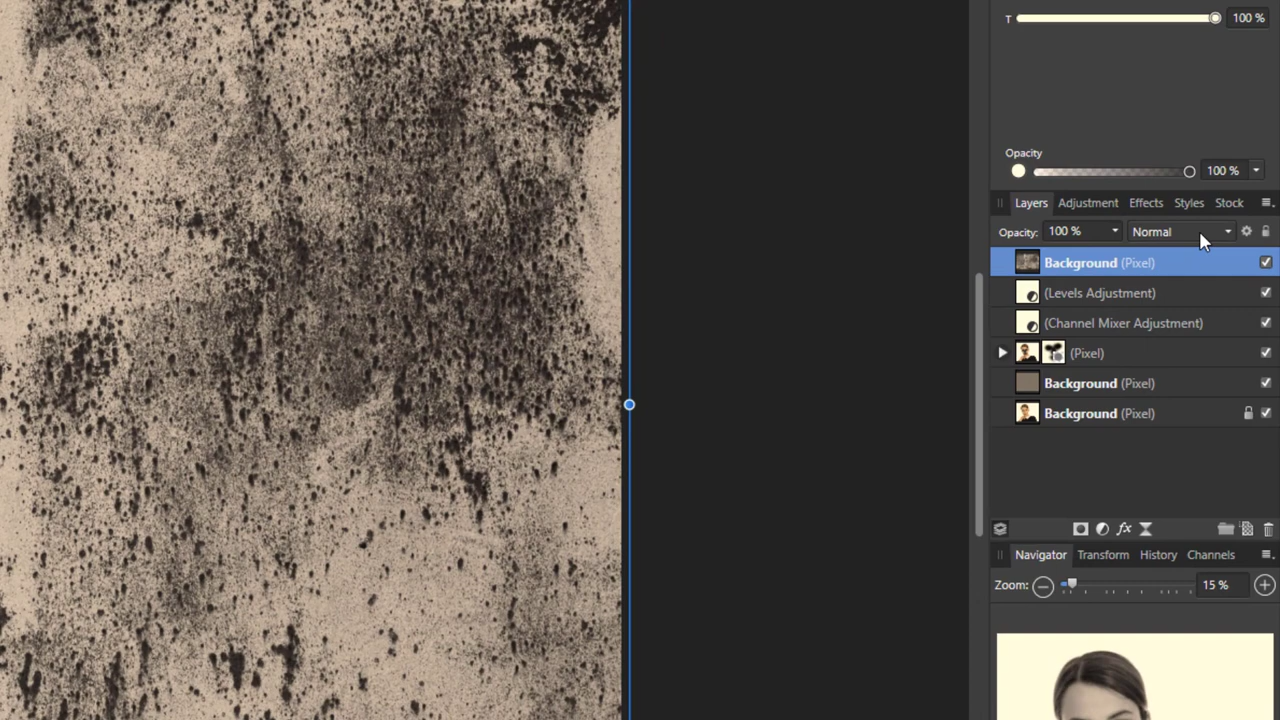 T 100 %
Opacity
100 %
Layers Adjustment Effects Styles Stock
Opacity: 100 % Normal
Background (Pixel)
(Levels Adjustment)
(Channel Mixer Adjustment)
(Pixel)
Background (Pixel)
Background (Pixel)
fx
Navigator Transform History Channels
Zoom: 15 %